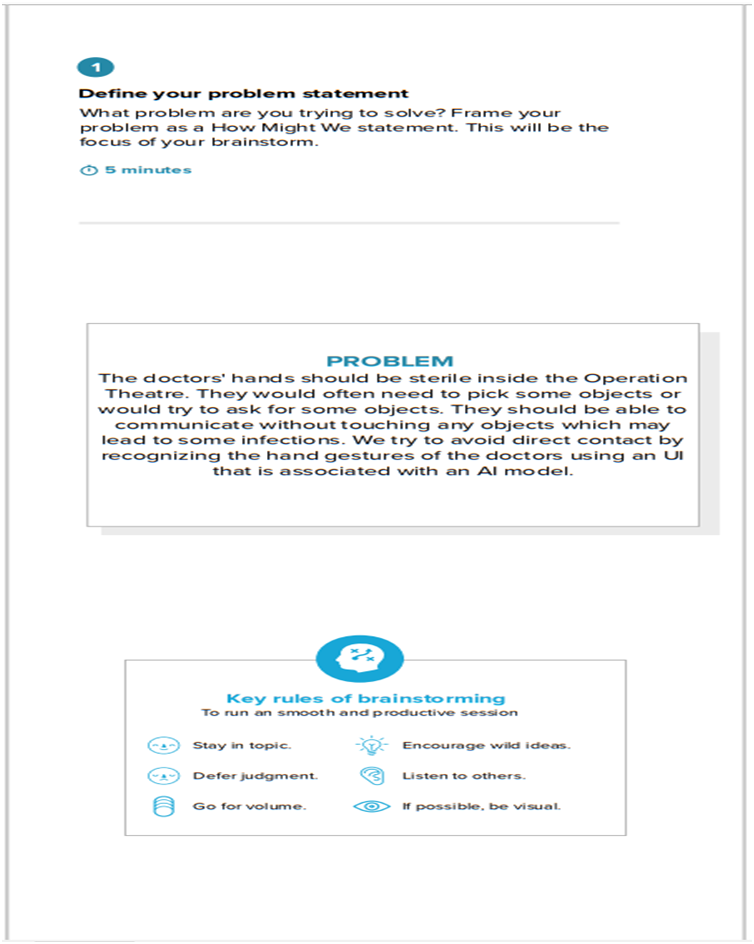 1
Define your problem statement
What problem are you trying to solve? Frame your
problem as a How Might We statement. This will be the
focus of your brainstorm.
5 minutes
PROBLEM
The doctors' hands should be sterile inside the Operation
Theatre. They would often need to pick some objects or
would try to ask for some objects. They should be able to
communicate without touching any objects which may
lead to some infections. We try to avoid direct contact by
recognizing the hand gestures of the doctors using an UI
that is associated with an AI model.
Key rules of brainstorming
To run an smooth and productive session
Stay in topic.
Encourage wild ideas.
Defer judgment.
Listen to others.
Go for volume.
If possible, be visual.